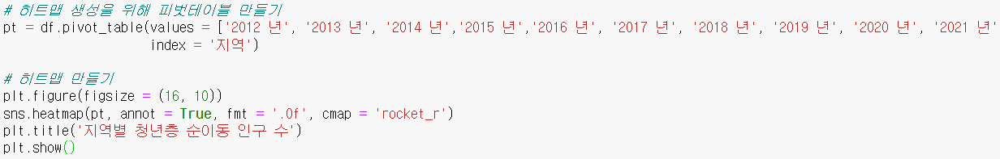 # 히트맵 생성을 위해 피벗테이블 만들기
pt = df.pivot_table(values = ['2012 년', '2013 년', '2014 년','2015 년','2016 년', '2017 년', '2018 년', '2019 년', '2020 년', '2021 년'
index = '지역')
# 히트맵 만들기
plt.figure(figsize = (16, 10))
sns.heatmap(pt, annot = True, fmt = '.0f', cmap = 'rocket_r')
plt.title('지역별 청년층 순이동 인구 수')
plt.show()